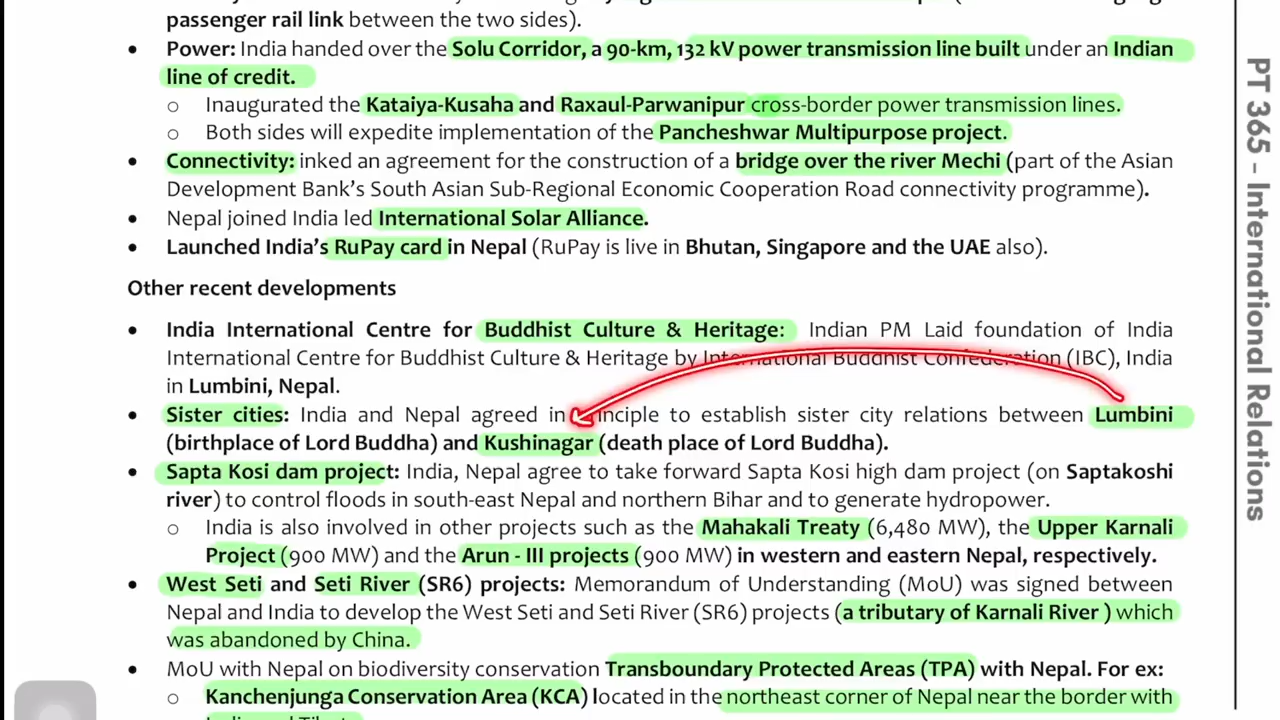 passenger rail link between the two sides).
• Power: India handed over the Solu Corridor, a 90-km, 132 kV power transmission line built under an Indian
line of credit.
o Inaugurated the Kataiya-Kusaha and Raxaul-Parwanipur cross-border power transmission lines.
o Both sides will expedite implementation of the Pancheshwar Multipurpose project.
• Connectivity: inked an agreement for the construction of a bridge over the river Mechi (part of the Asian
Development Bank's South Asian Sub-Regional Economic Cooperation Road connectivity programme).
• Nepal joined India led International Solar Alliance.
• Launched India's RuPay card in Nepal (RuPay is live in Bhutan, Singapore and the UAE also).
Other recent developments
• India International Centre for Buddhist Culture & Heritage: Indian PM Laid foundation of India
International Centre for Buddhist Culture & Heritage by International Buddhist Confederation (IBC), India
in Lumbini, Nepal.
• Sister cities: India and Nepal agreed in principle to establish sister city relations between Lumbini
(birthplace of Lord Buddha) and Kushinagar (death place of Lord Buddha).
• Sapta Kosi dam project: India, Nepal agree to take forward Sapta Kosi high dam project (on Saptakoshi
river) to control floods in south-east Nepal and northern Bihar and to generate hydropower.
o India is also involved in other projects such as the Mahakali Treaty (6,480 MW), the Upper Karnali
Project (900 MW) and the Arun - III projects (900 MW) in western and eastern Nepal, respectively.
• West Seti and Seti River (SR6) projects: Memorandum of Understanding (MoU) was signed between
Nepal and India to develop the West Seti and Seti River (SR6) projects (a tributary of Karnali River ) which
was abandoned by China.
• MoU with Nepal on biodiversity conservation Transboundary Protected Areas (TPA) with Nepal. For ex:
o Kanchenjunga Conservation Area (KCA) located in the northeast corner of Nepal near the border with
PT 365 - International Relations